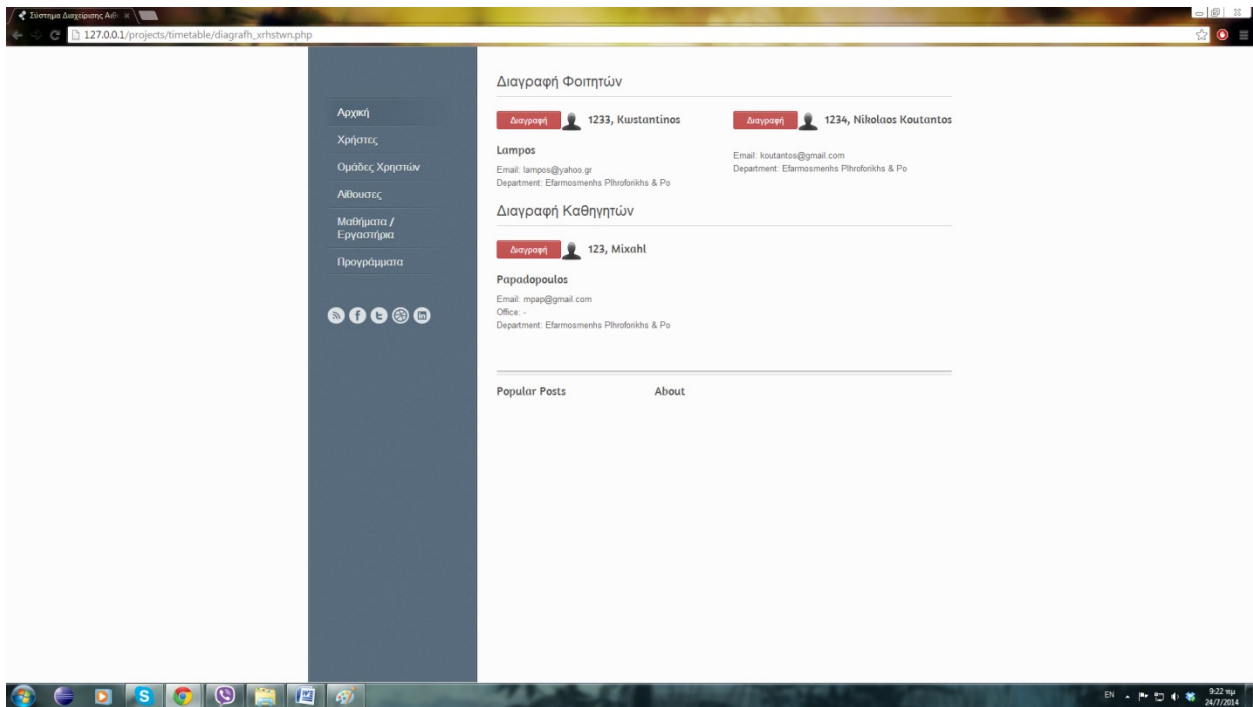 Σύστημα Διαχείρισης Αιθ
127.0.0.1/projects/timetable/diagrafh_xrhstwn.php
Αρχική
Χρήστες
Ομάδες Χρηστών
Αίθουσες
Μαθήματα /
Εργαστήρια
Προγράμματα
Διαγραφή Φοιτητών
Διαγραφή 1233, Kwstantinos
Lampos
Email: lampos@yahoo.gr
Department: Efarmosmenhs Plhroforikhs & Po
Διαγραφή 1234, Nikolaos Koutantos
Email: koutantos@gmail.com
Department: Efarmosmenhs Plhroforikhs & Po
Διαγραφή Καθηγητών
Διαγραφή 123, Mixahl
Papadopoulos
Email: mpap@gmail.com
Office: -
Department: Efarmosmenhs Plhroforikhs & Po
Popular Posts
About
EN
9:22 πμ
24/7/2014